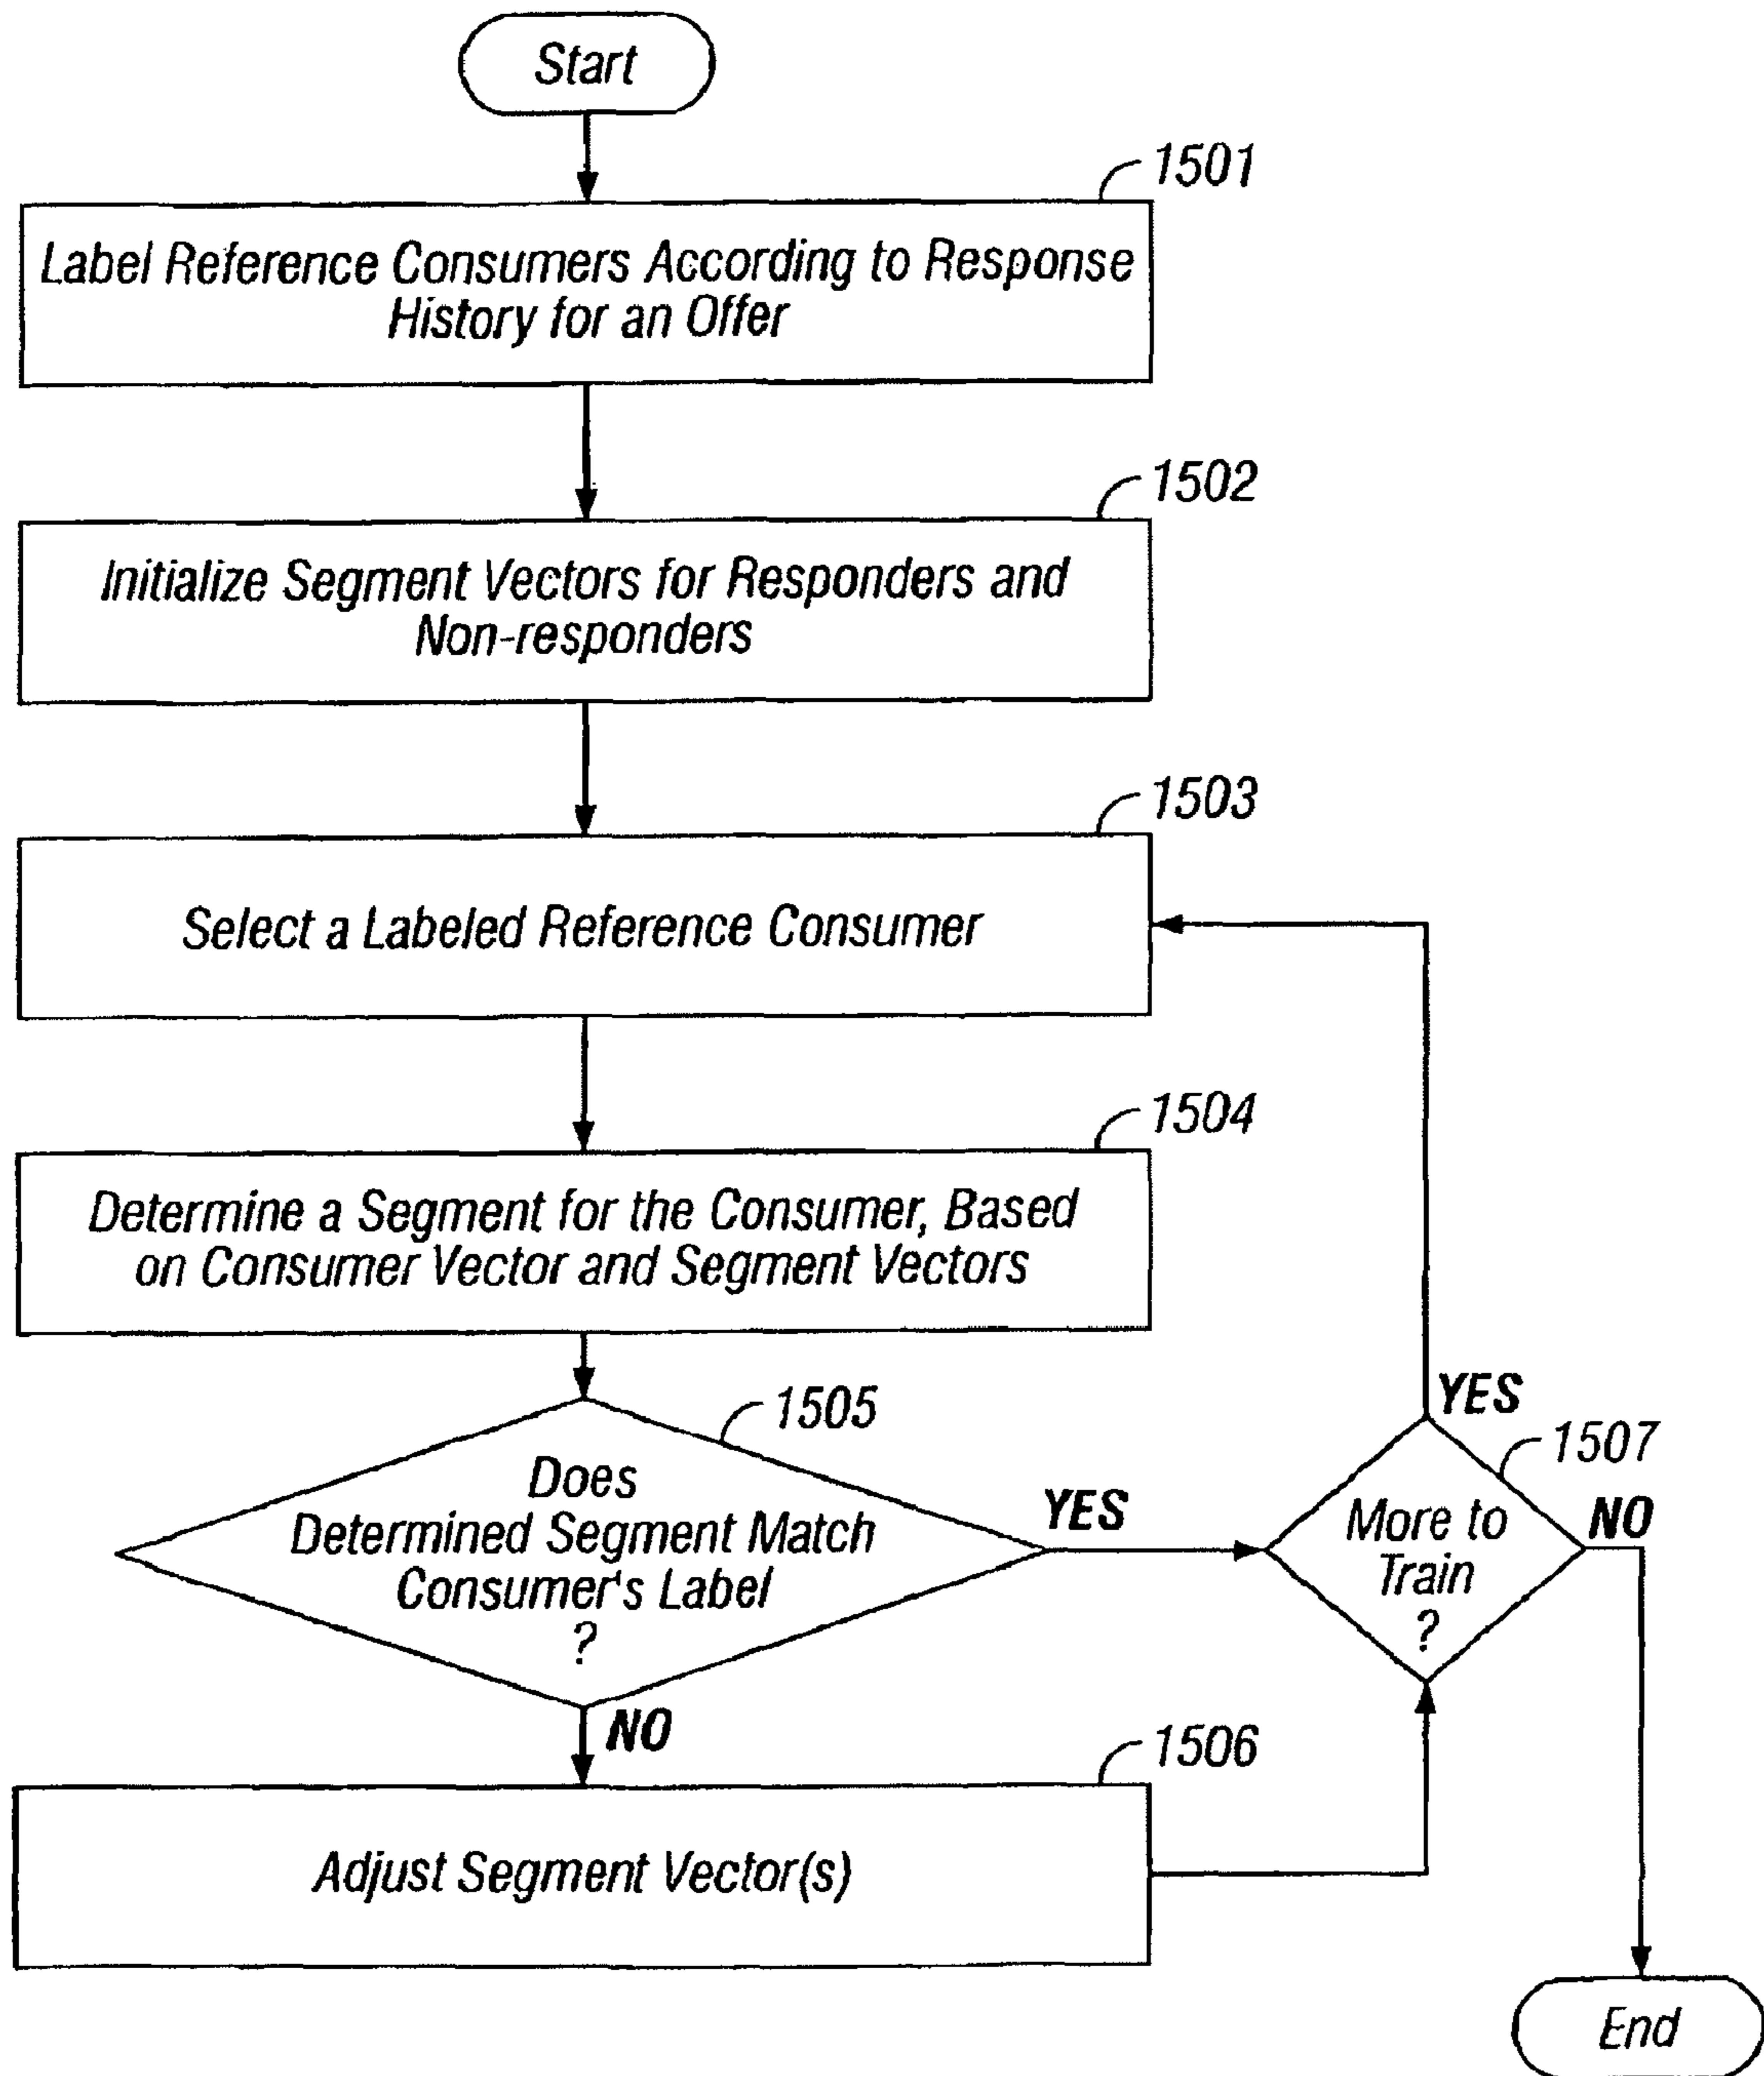 Start
1501
Label Reference Consumers According to Response
History for an Offer
1502
Initialize Segment Vectors for Responders and
Non-responders
1503
Select a Labeled Reference Consumer
1504
Determine a Segment for the Consumer, Based
on Consumer Vector and Segment Vectors
1505
Does
Determined Segment Match
Consumer's Label
?
YES
NO
1506
Adjust Segment Vector(s)
1507
More to
Train
?
YES
NO
End